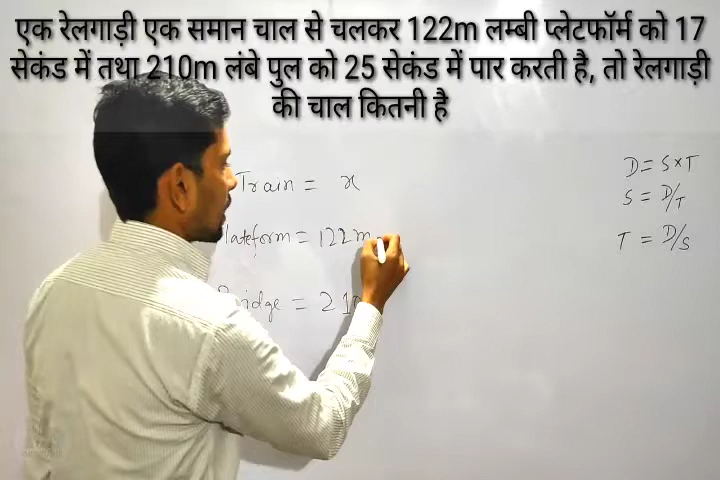 एक रेलगाड़ी एक समान चाल से चलकर 122m लम्बी प्लेटफॉर्म को 17
सेकंड में तथा 210m लंबे पुल को 25 सेकंड में पार करती है, तो रेलगाड़ी
की चाल कितनी है
Train = x
lateform = 122m
idge = 21
D = S×T
S = D/T
T = D/S